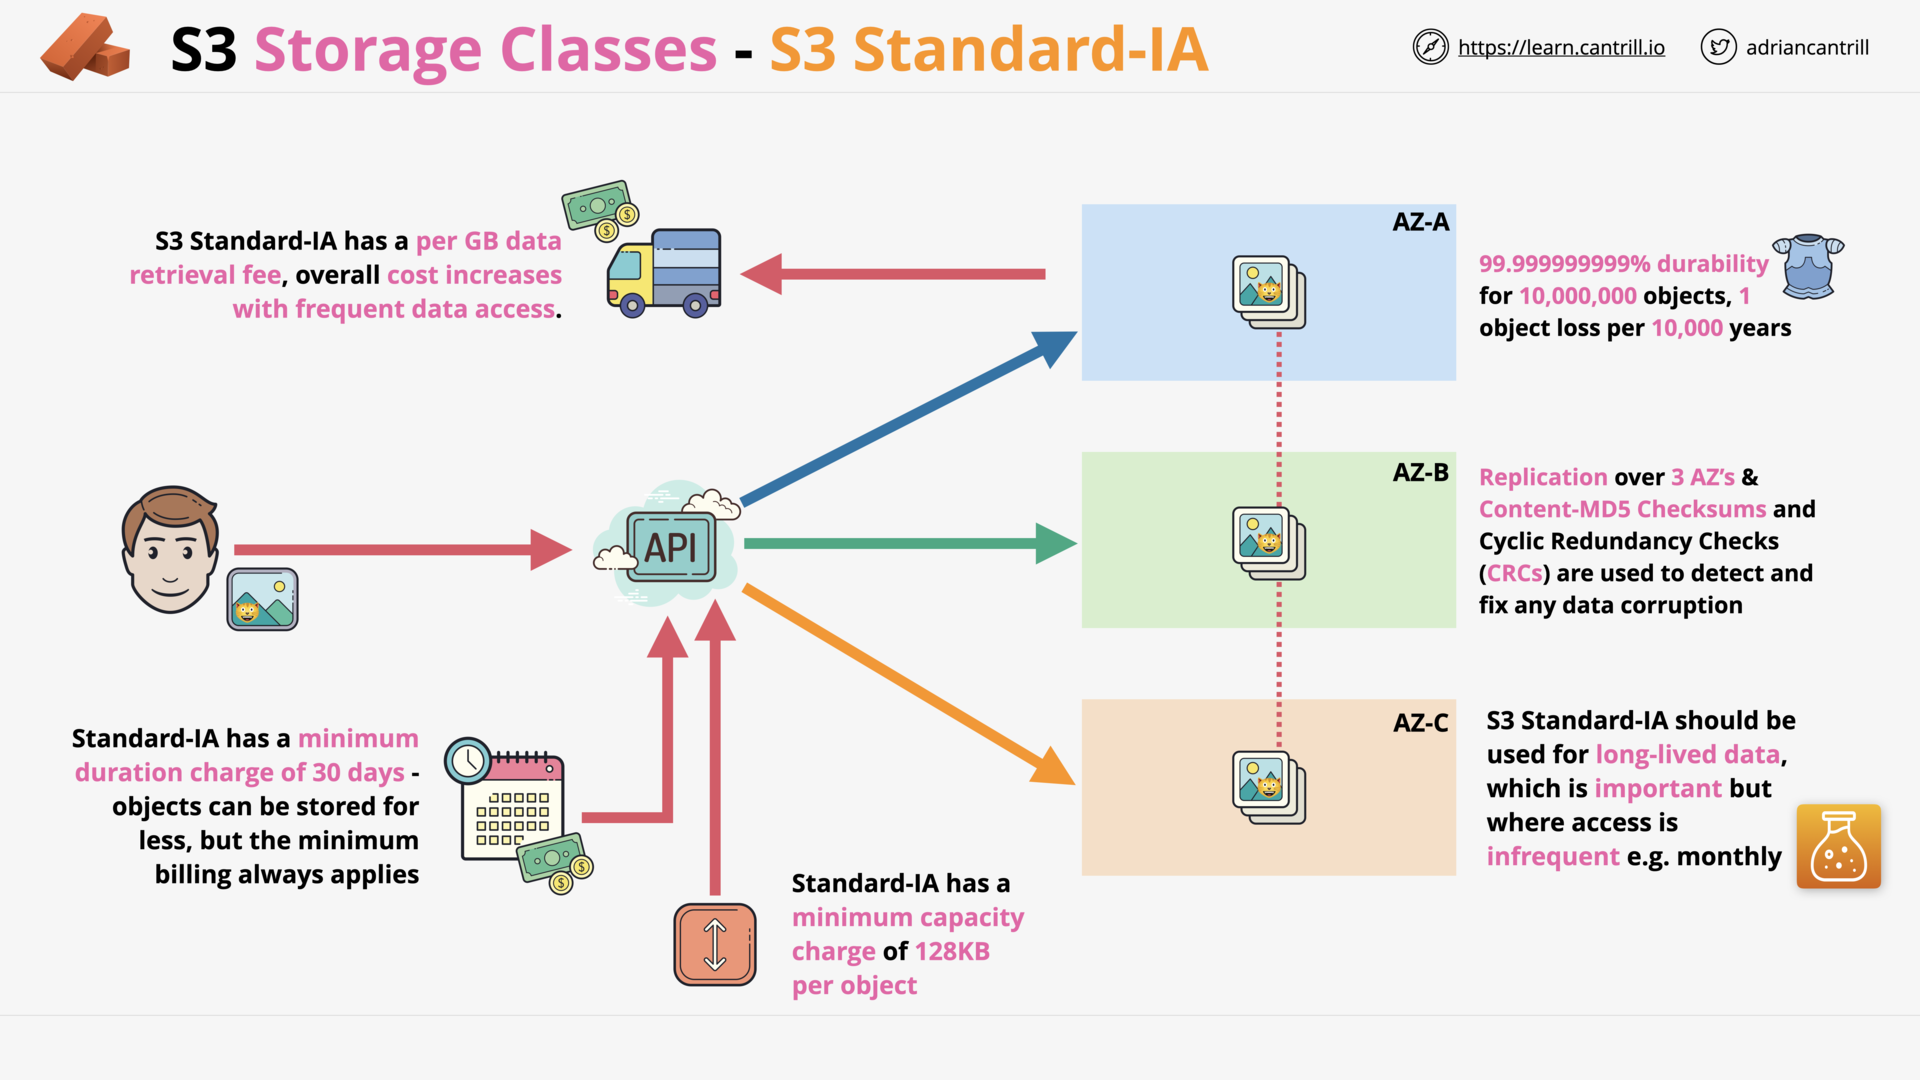 S3 Storage Classes - S3 Standard-IA
https://learn.cantrill.io
adriancantrill
S3 Standard-IA has a per GB data
retrieval fee, overall cost increases
with frequent data access.
AZ-A
99.999999999% durability
for 10,000,000 objects, 1
object loss per 10,000 years
API
AZ-B
Replication over 3 AZ’s &
Content-MD5 Checksums and
Cyclic Redundancy Checks
(CRCs) are used to detect and
fix any data corruption
Standard-IA has a minimum
duration charge of 30 days -
objects can be stored for
less, but the minimum
billing always applies
Standard-IA has a
minimum capacity
charge of 128KB
per object
AZ-C
S3 Standard-IA should be
used for long-lived data,
which is important but
where access is
infrequent e.g. monthly